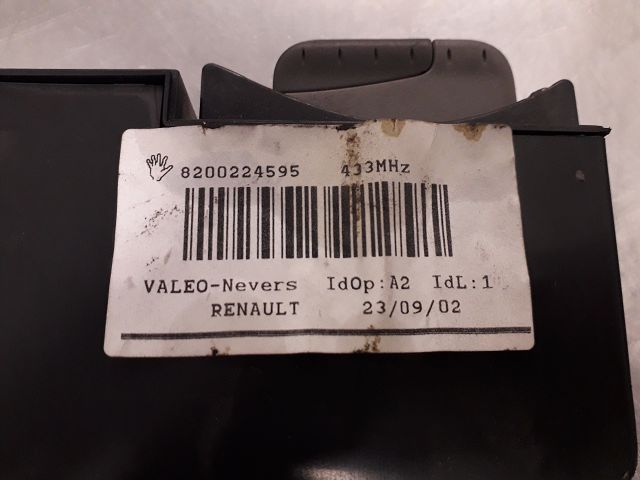 8200224595 433MHz
VALEO-Nevers IdOp:A2 IdL:1
RENAULT 23/09/02